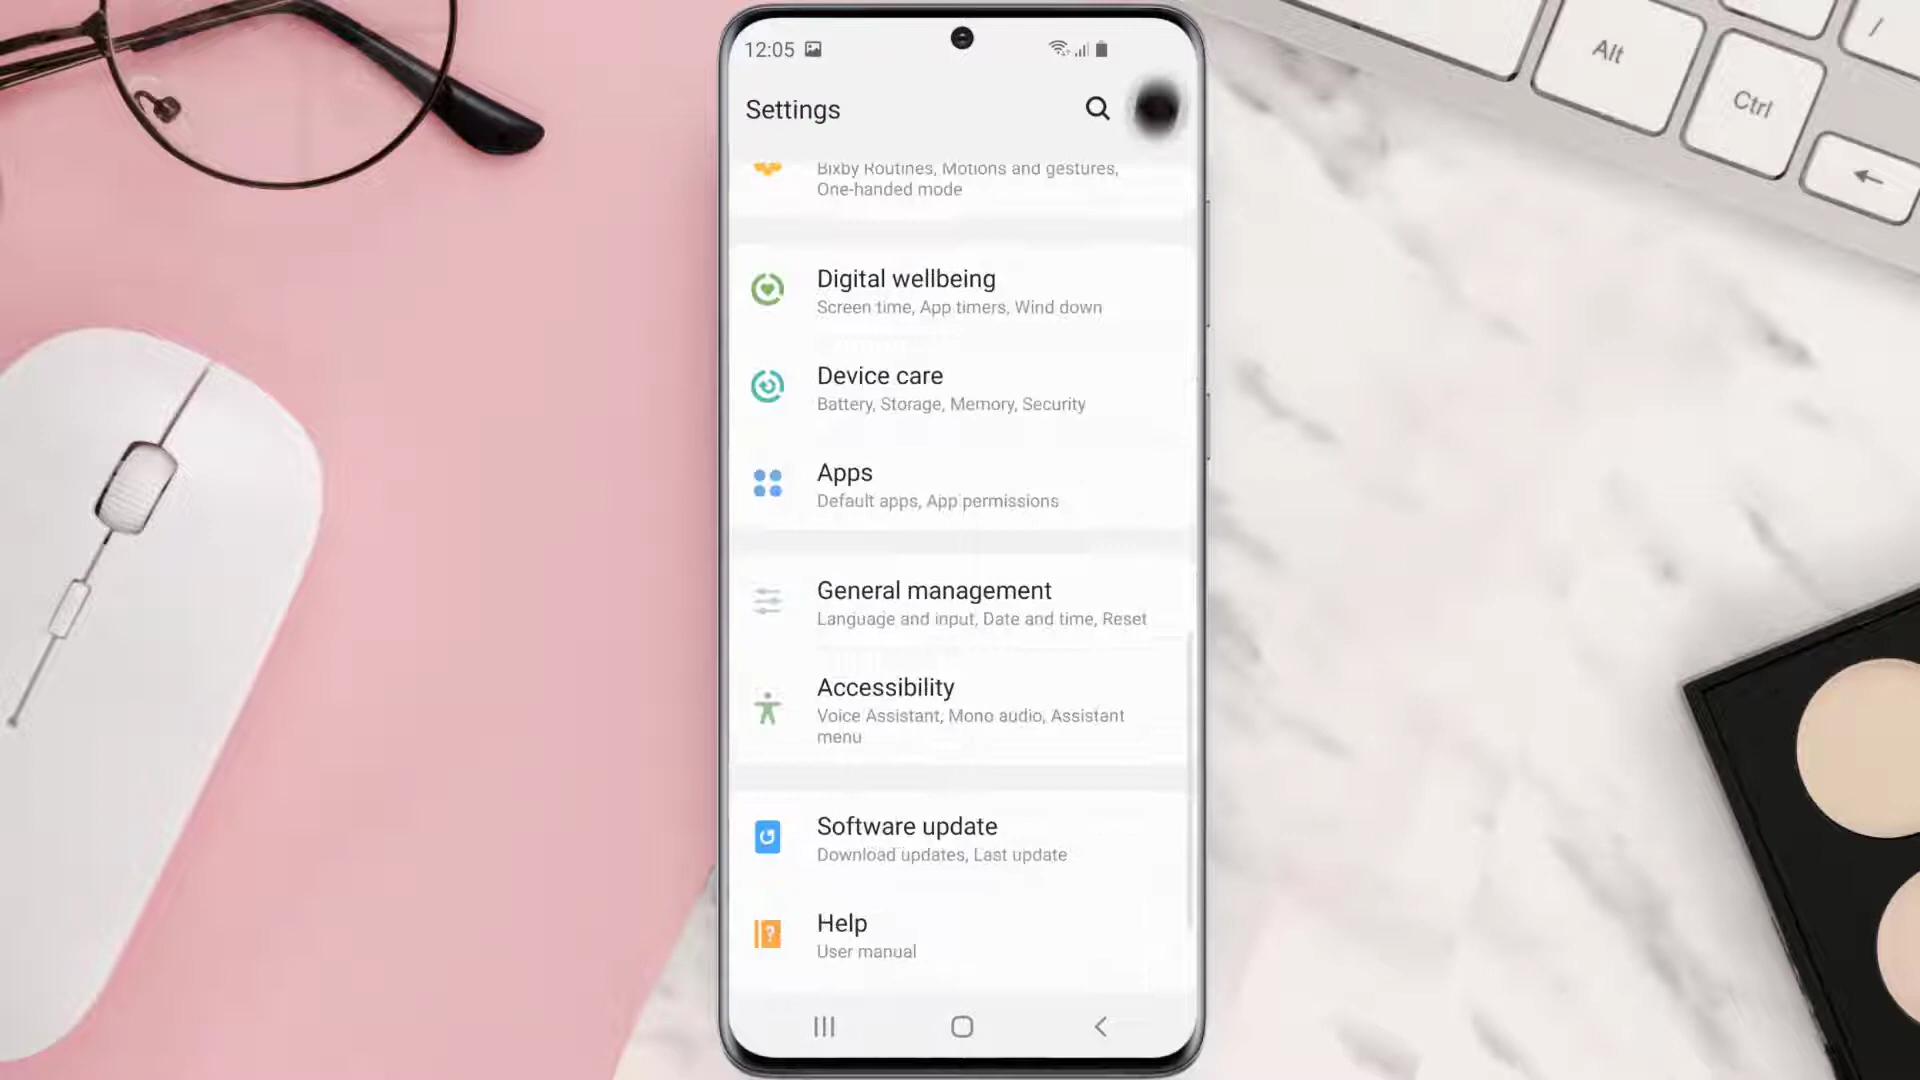 Alt
Ctrl
/
←
12:05
Settings
Bixby Routines, Motions and gestures,
One-handed mode
Digital wellbeing
Screen time, App timers, Wind down
Device care
Battery, Storage, Memory, Security
Apps
Default apps, App permissions
General management
Language and input, Date and time, Reset
Accessibility
Voice Assistant, Mono audio, Assistant
menu
Software update
Download updates, Last update
Help
User manual